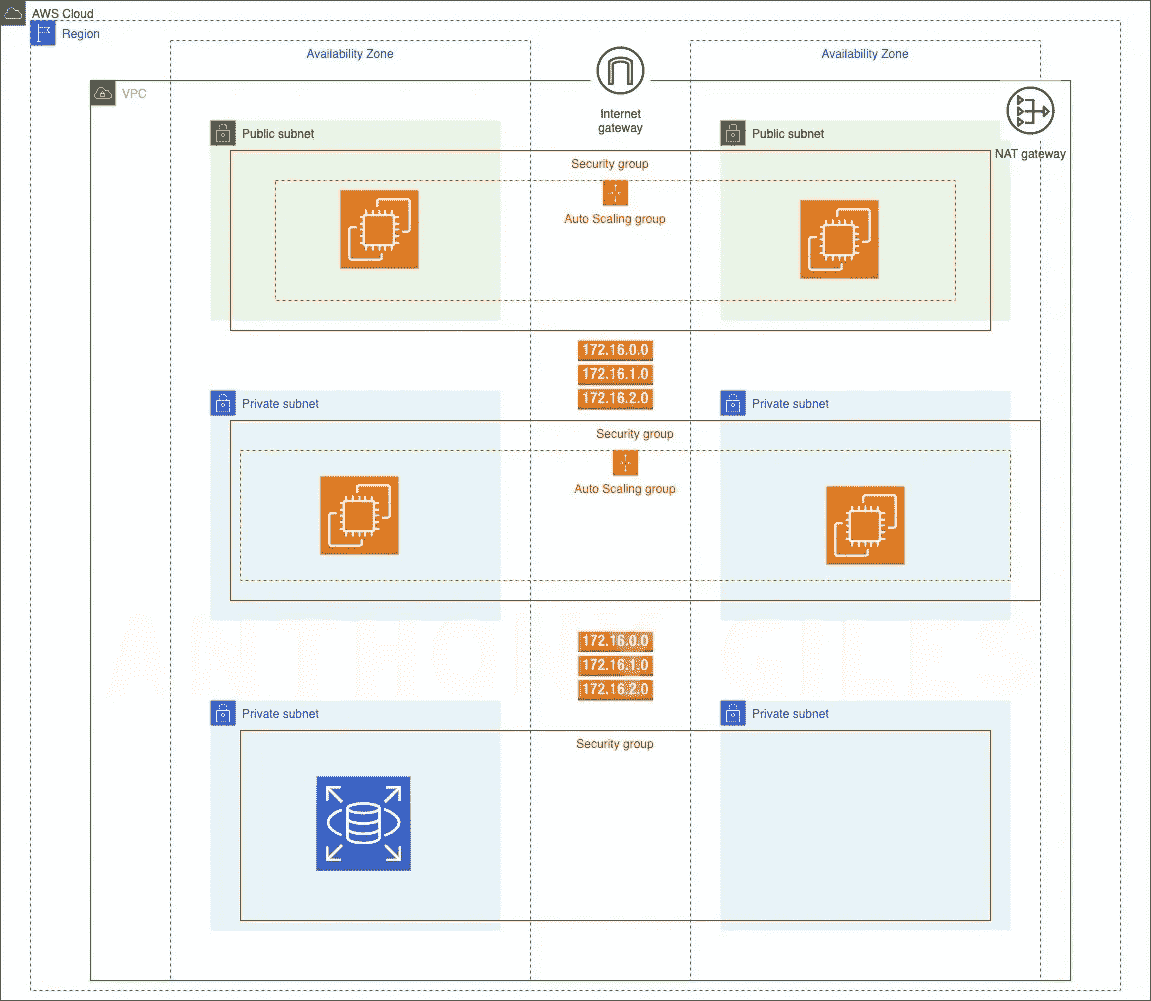 AWS Cloud
Region
Availability Zone
Availability Zone
VPC
Internet
gateway
NAT gateway
Public subnet
Public subnet
Security group
Auto Scaling group
172.16.0.0
172.16.1.0
172.16.2.0
Private subnet
Private subnet
Security group
Auto Scaling group
172.16.0.0
172.16.1.0
172.16.2.0
Private subnet
Private subnet
Security group